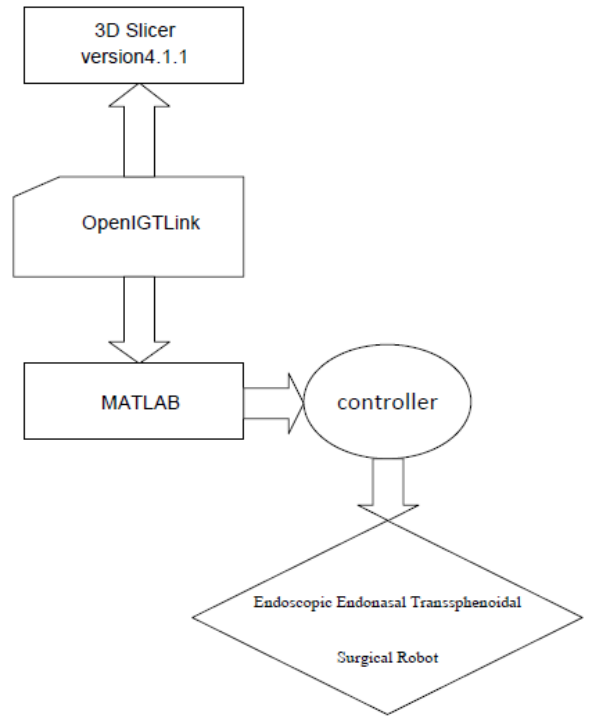 3D Slicer
version4.1.1
OpenIGTLink
MATLAB
controller
Endoscopic Endonasal Transsphenoidal
Surgical Robot